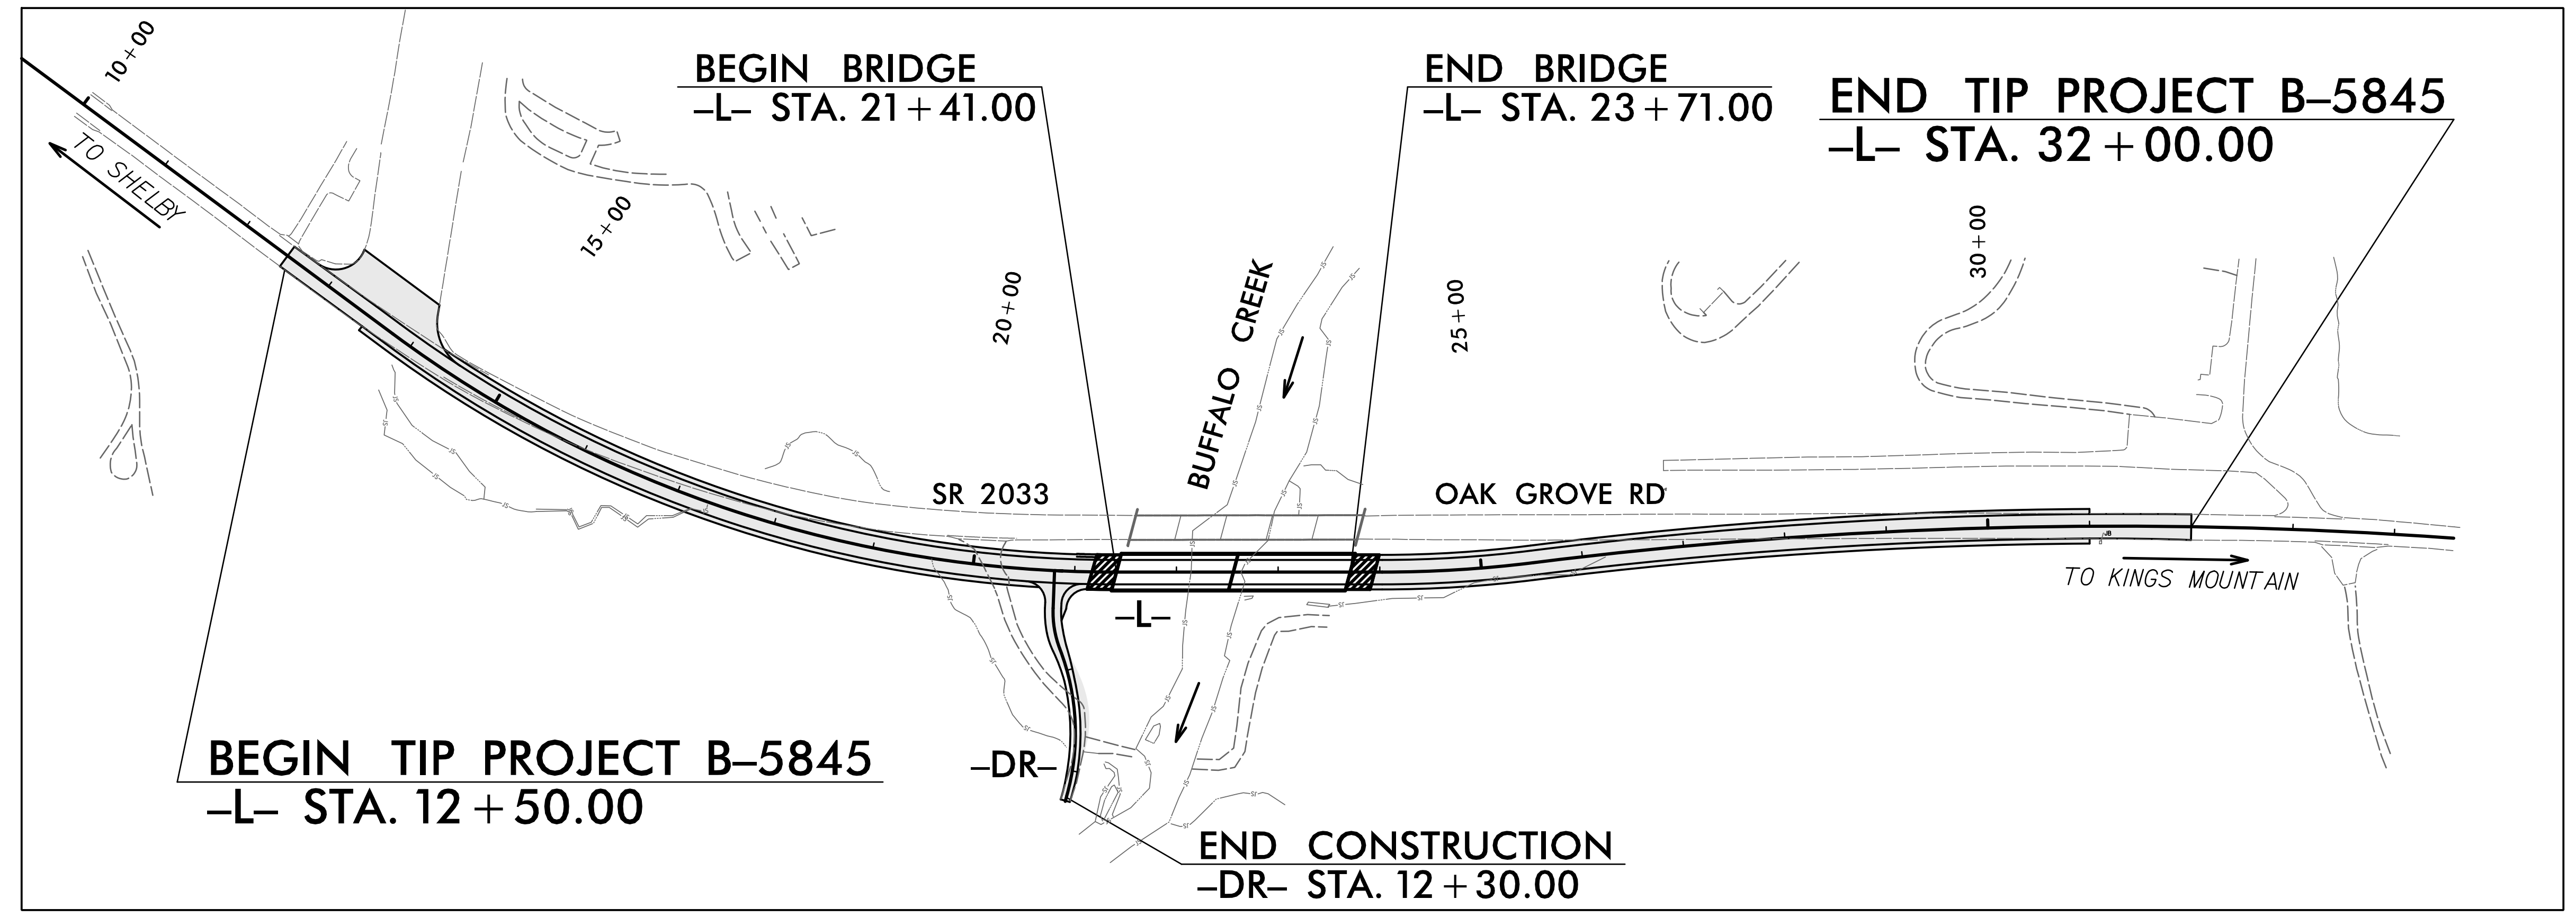 10+00
BEGIN BRIDGE
–L– STA. 21+41.00
END BRIDGE
–L– STA. 23+71.00
END TIP PROJECT B–5845
–L– STA. 32+00.00
TO SHELBY
15+00
20+00
BUFFALO CREEK
25+00
30+00
SR 2033
OAK GROVE RD
TO KINGS MOUNTAIN
–L–
–DR–
BEGIN TIP PROJECT B–5845
–L– STA. 12+50.00
END CONSTRUCTION
–DR– STA. 12+30.00